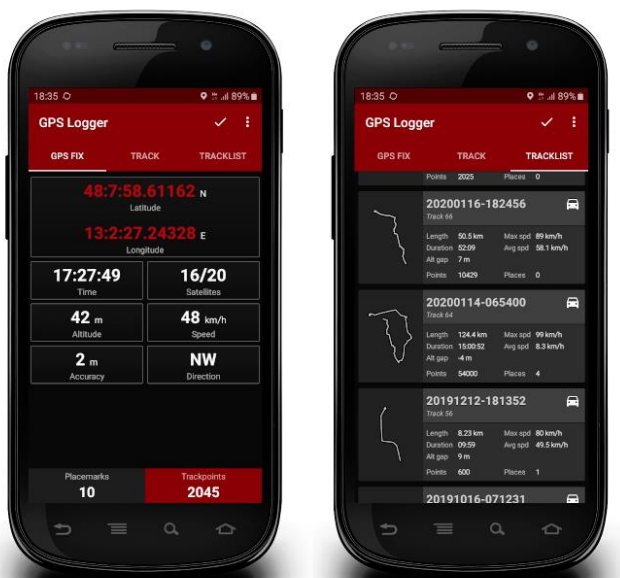 18:35 89%
GPS Logger
GPS FIX TRACK TRACKLIST
48:7:58.61162 N
Latitude
13:2:27.24328 E
Longitude
17:27:49 16/20
Time Satellites
42 m 48 km/h
Altitude Speed
2 m NW
Accuracy Direction
Placemarks Trackpoints
10 2045
18:35 89%
GPS Logger
GPS FIX TRACK TRACKLIST
Points 2025 Places 0
20200116-182456
Track 66
Length 50.5 km Max spd 89 km/h
Duration 52:09 Avg spd 58.1 km/h
Alt gap 7 m
Points 10429 Places 0
20200114-065400
Track 64
Length 124.4 km Max spd 99 km/h
Duration 15:00:52 Avg spd 8.3 km/h
Alt gap -4 m
Points 54000 Places 4
20191212-181352
Track 56
Length 8.23 km Max spd 80 km/h
Duration 09:59 Avg spd 49.5 km/h
Alt gap 9 m
Points 600 Places 1
20191016-071231